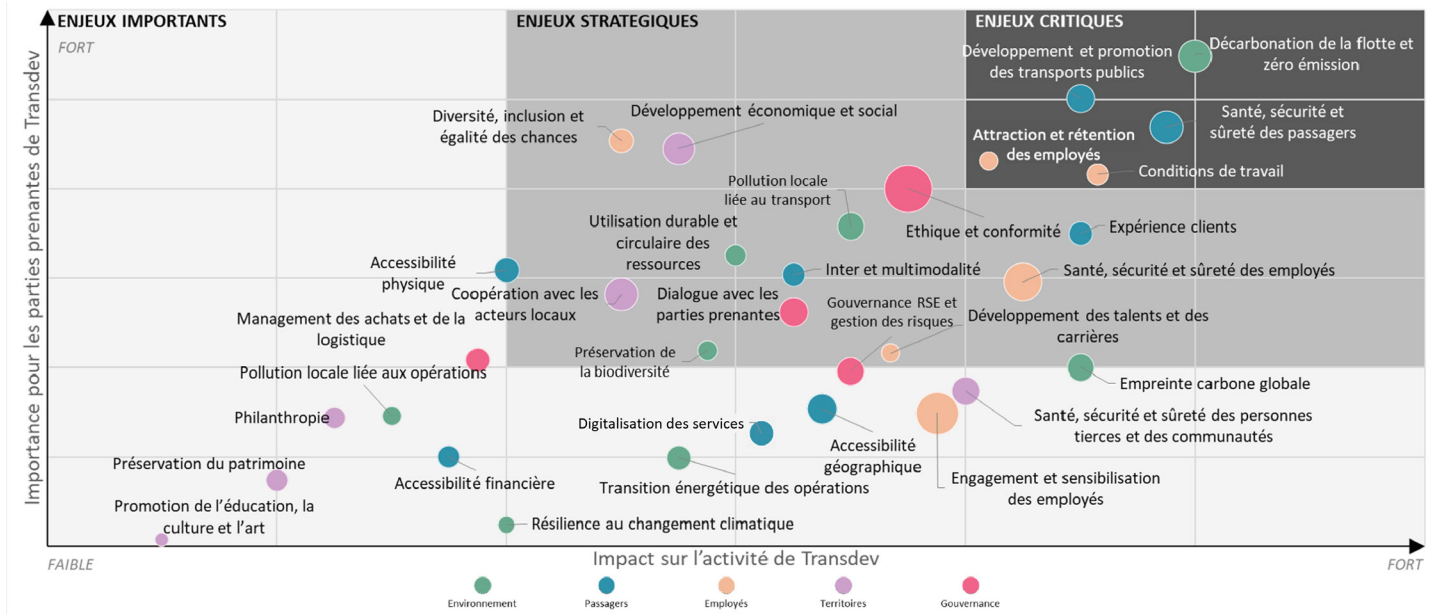 Importance pour les parties prenantes de Transdev
ENJEUX IMPORTANTS
FORT
ENJEUX STRATEGIQUES
ENJEUX CRITIQUES
Développement et promotion
des transports publics
Décarbonation de la flotte et
zéro émission
Santé, sécurité et
sûreté des passagers
Attraction et rétention
des employés
Conditions de travail
Diversité, inclusion et
égalité des chances
Développement économique et social
Pollution locale
liée au transport
Utilisation durable et
circulaire des
ressources
Ethique et conformité
Expérience clients
Accessibilité
physique
Inter et multimodalité
Santé, sécurité et sûreté des employés
Coopération avec les
acteurs locaux
Dialogue avec les
parties prenantes
Gouvernance RSE et
gestion des risques
Développement des talents et des
carrières
Management des achats et de la
logistique
Préservation de
la biodiversité
Pollution locale liée aux opérations
Empreinte carbone globale
Philanthropie
Digitalisation des services
Santé, sécurité et sûreté des personnes
tierces et des communautés
Accessibilité
géographique
Préservation du patrimoine
Accessibilité financière
Transition énergétique des opérations
Engagement et sensibilisation
des employés
Promotion de l'éducation, la
culture et l'art
Résilience au changement climatique
FAIBLE
Impact sur l'activité de Transdev
FORT
Environnement
Passagers
Employés
Territoires
Gouvernance